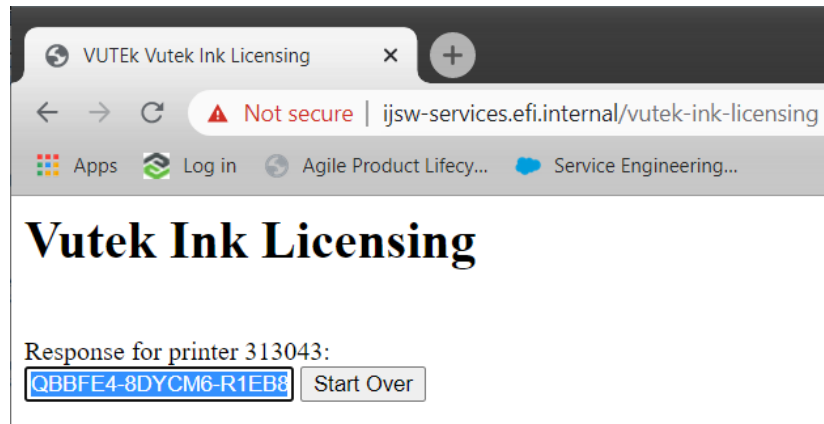 VUTEk Vutek Ink Licensing
Not secure | ijsw-services.efi.internal/vutek-ink-licensing
Apps Log in Agile Product Lifecy... Service Engineering...
Vutek Ink Licensing
Response for printer 313043:
QBBFE4-8DYCM6-R1EB8 Start Over